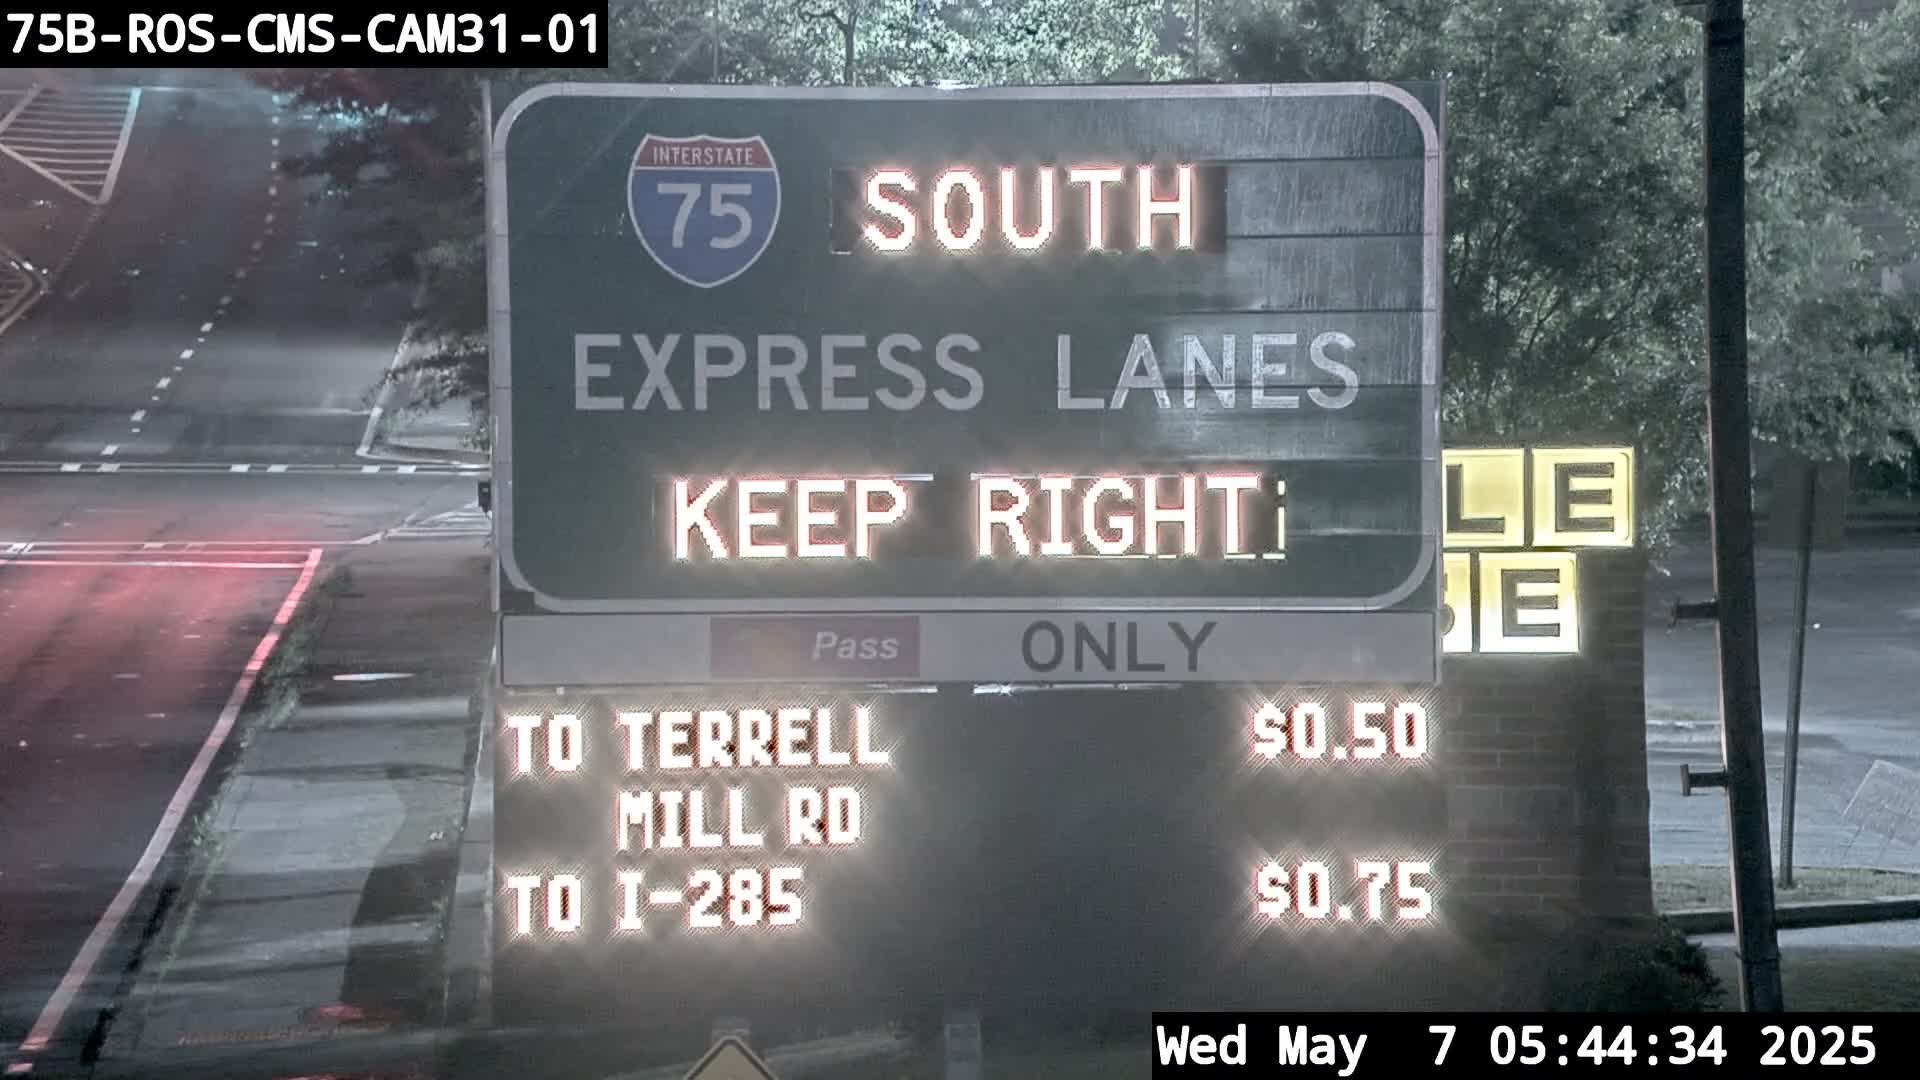 75B-ROS-CMS-CAM31-01
INTERSTATE
75
SOUTH
EXPRESS LANES
KEEP RIGHT
Pass ONLY
LE
E
TO TERRELL $0.50
MILL RD
TO I-285 $0.75
Wed May 7 05:44:34 2025